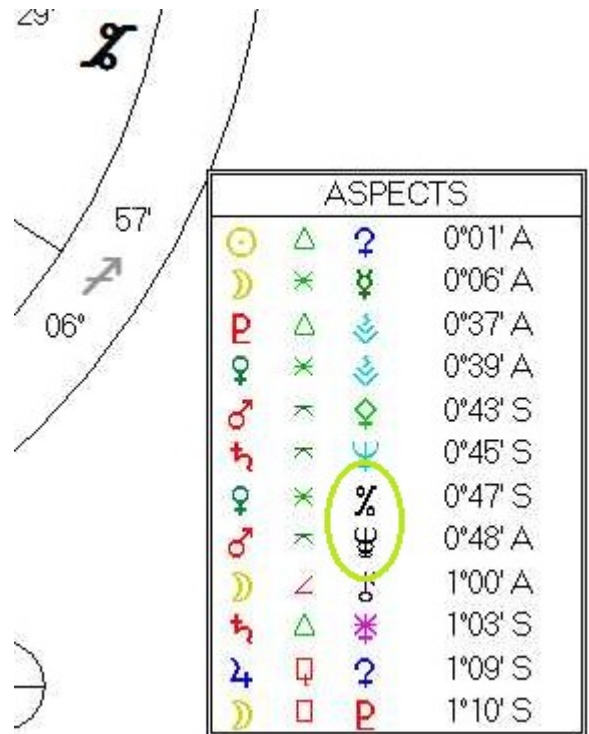 29'
57'
06°
ASPECTS
☉ △ ⚳ 0°01' A
☽ ⚹ ☿ 0°06' A
♇ △ ⚶ 0°37' A
♀ ⚹ ⚶ 0°39' A
♂ ⚻ ⚴ 0°43' S
♄ ⚻ ♆ 0°45' S
♀ ⚹ 0°47' S
♂ ⚻ 0°48' A
☽ ∠ ⚷ 1°00' A
♄ △ 1°03' S
♃ Q ⚳ 1°09' S
☽ □ ♇ 1°10' S